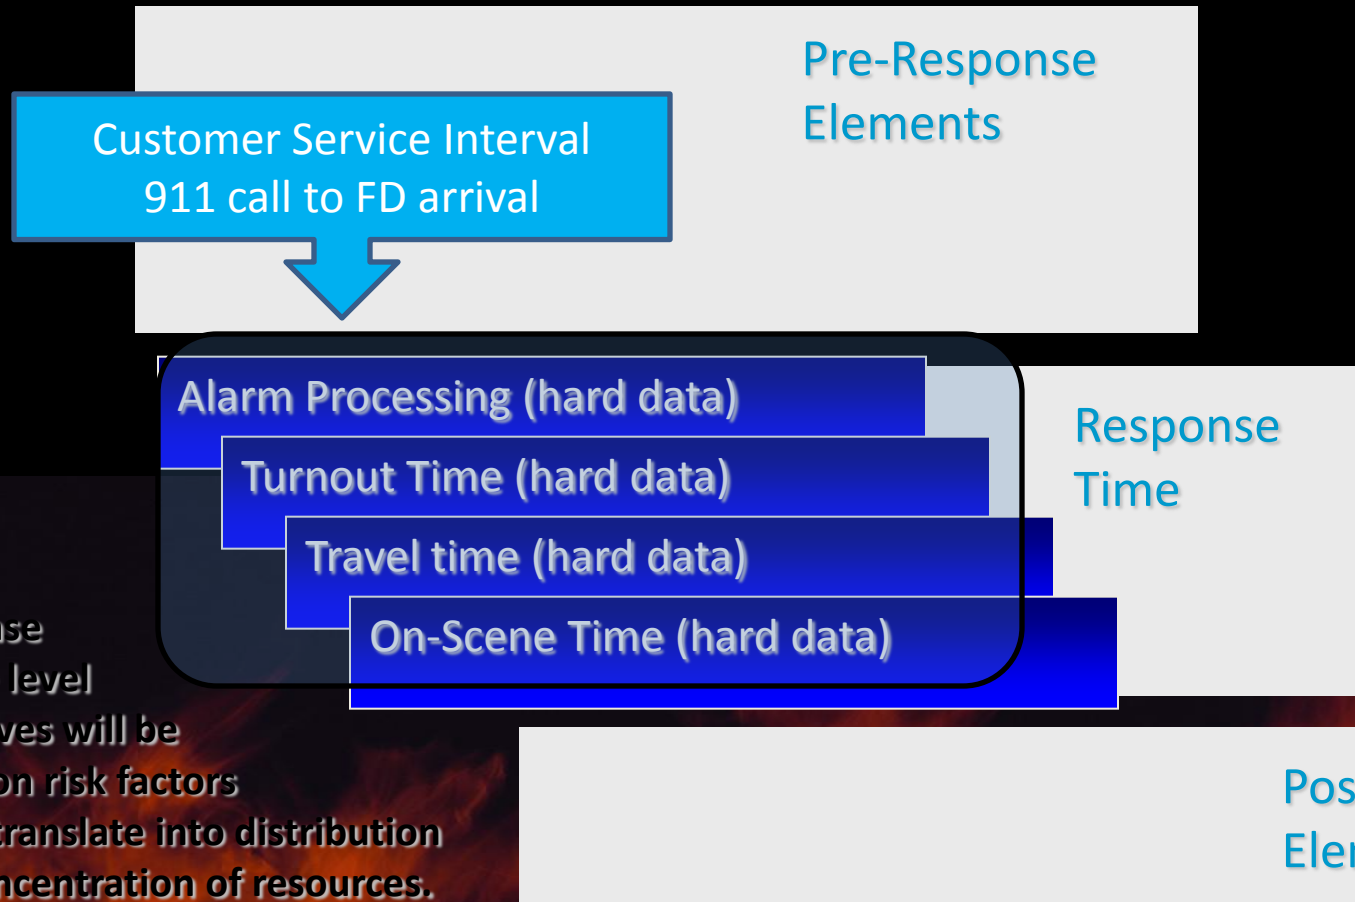 Pre-Response
Elements
Customer Service Interval
911 call to FD arrival
Alarm Processing (hard data)
Turnout Time (hard data)
Travel time (hard data)
On-Scene Time (hard data)
Response
Time
level
will be
on risk factors
translate into distribution
of resources.